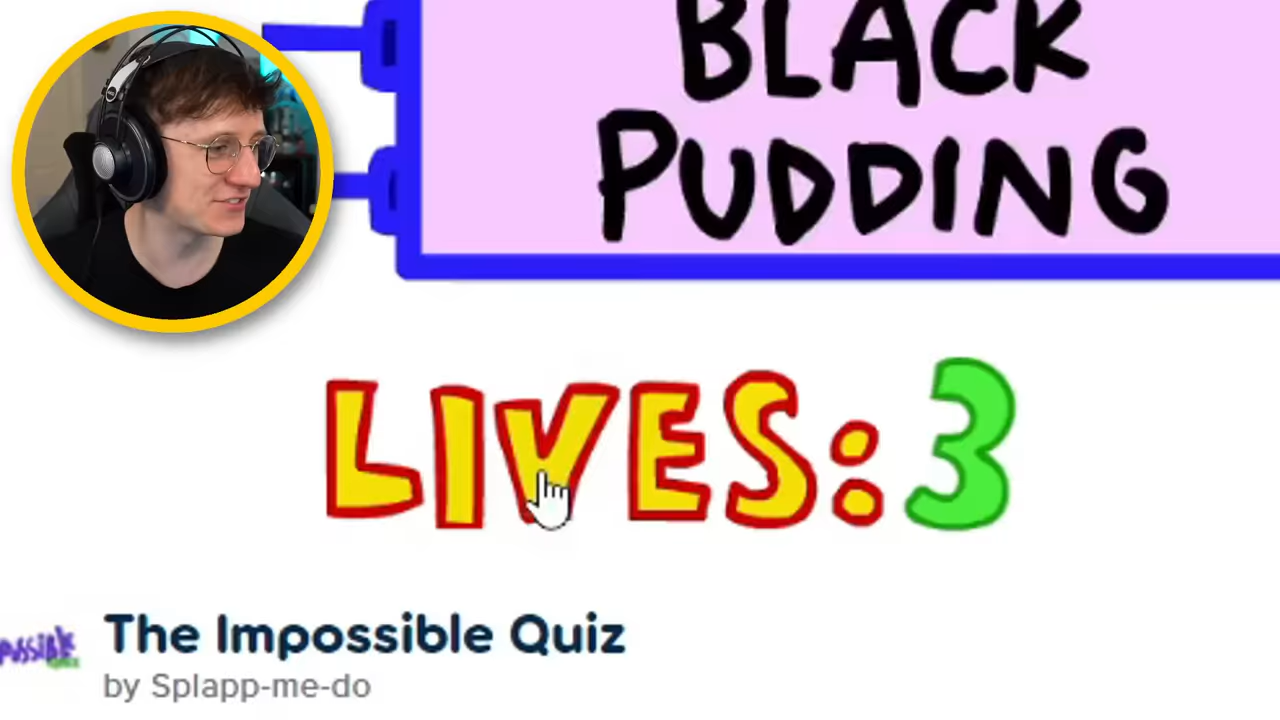 BLACK
PUDDING
LIVES: 3
The Impossible Quiz
by Splapp-me-do